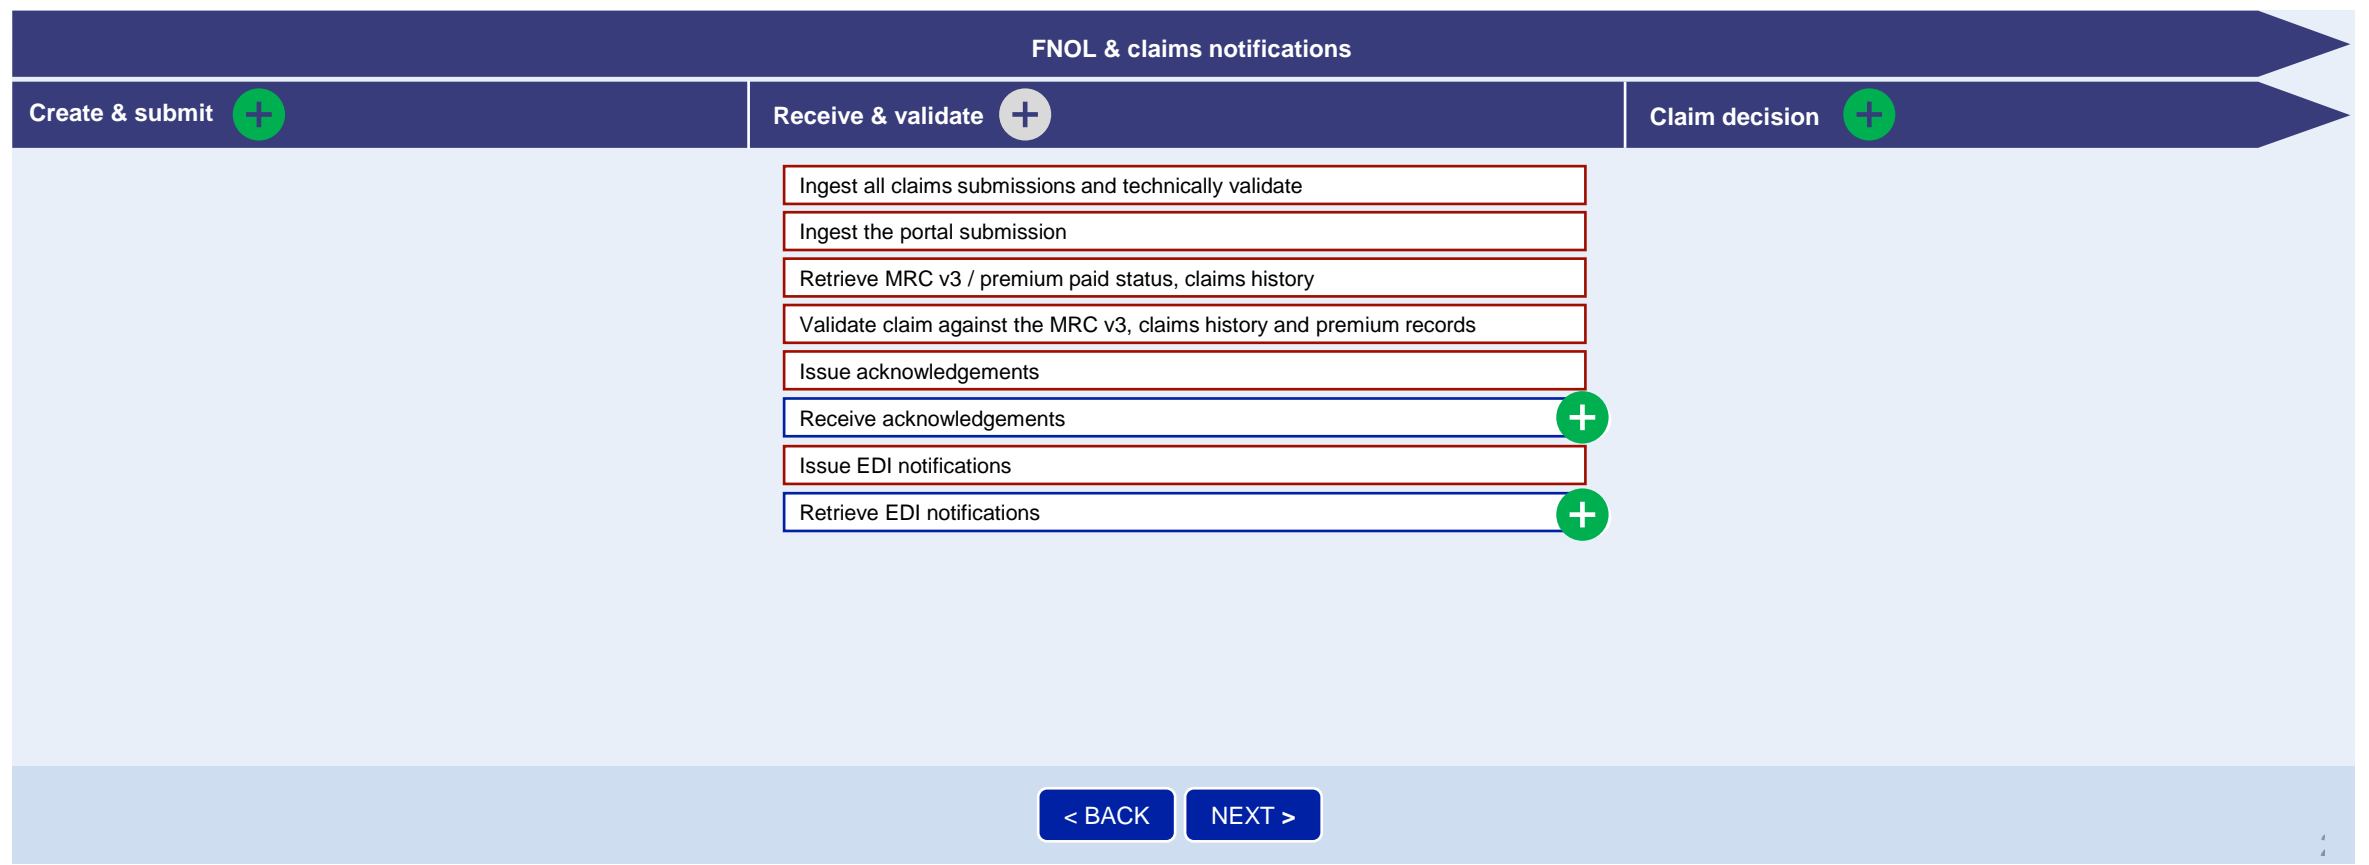 FNOL & claims notifications
Create & submit
Receive & validate
Claim decision
Ingest all claims submissions and technically validate
Ingest the portal submission
Retrieve MRC v3 / premium paid status, claims history
Validate claim against the MRC v3, claims history and premium records
Issue acknowledgements
Receive acknowledgements
Issue EDI notifications
Retrieve EDI notifications
< BACK
NEXT >